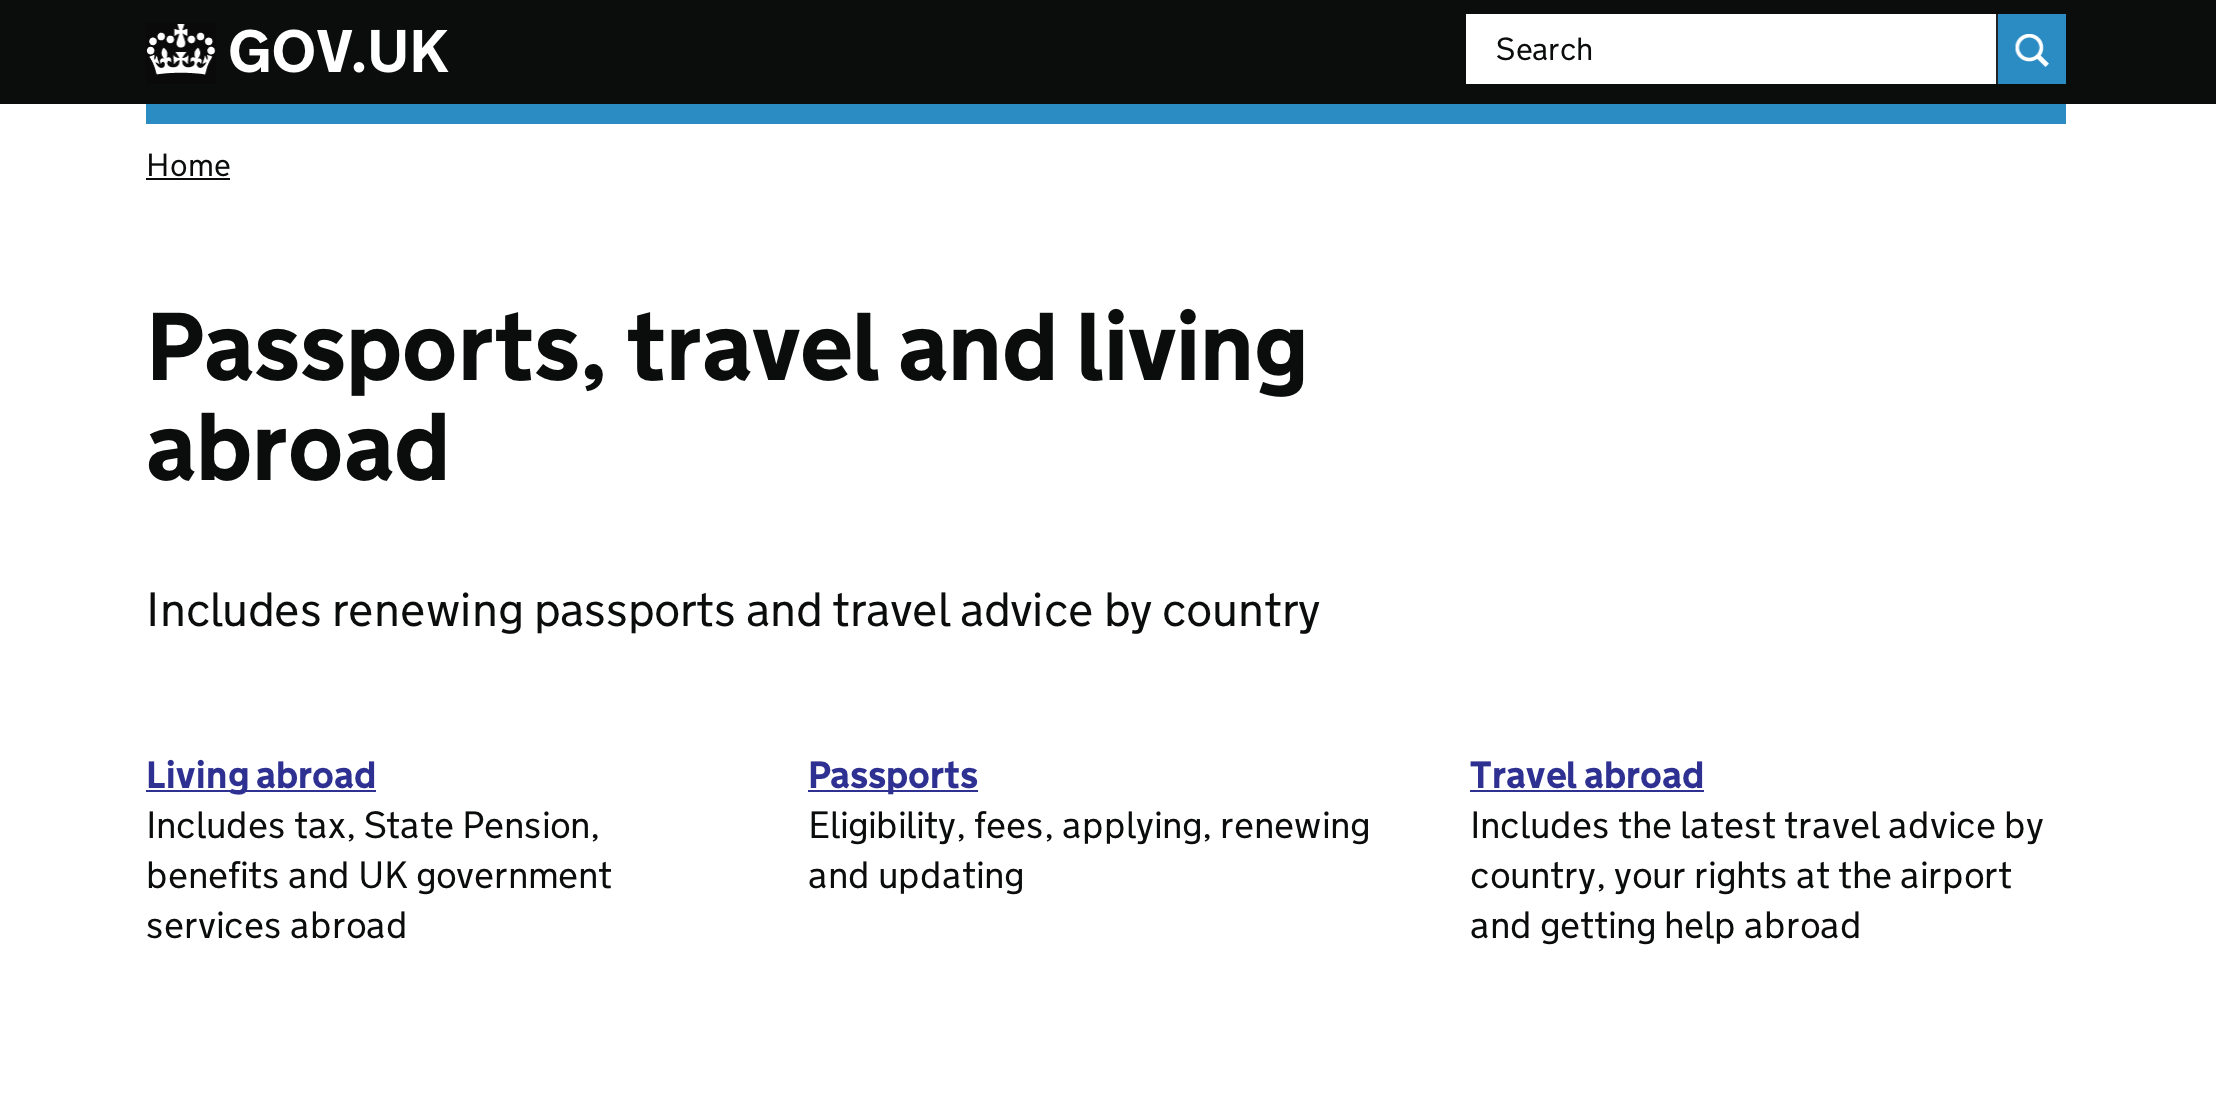 GOV.UK
Search
Home
Passports, travel and living
abroad
Includes renewing passports and travel advice by country
Living abroad
Includes tax, State Pension,
benefits and UK government
services abroad
Passports
Eligibility, fees, applying, renewing
and updating
Travel abroad
Includes the latest travel advice by
country, your rights at the airport
and getting help abroad